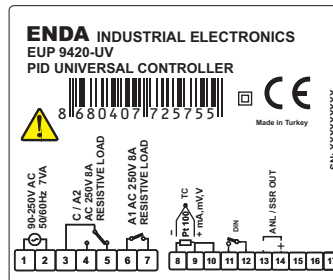 ENDA INDUSTRIAL ELECTRONICS
EUP 9420-UV
PID UNIVERSAL CONTROLLER
8 680407 725755
CE
Made in Turkey
SN: XXXXXXXXX
90-250V AC
50/60Hz 7VA
C / A2
AC 250V 8A
RESISTIVE LOAD
A1 AC 250V 8A
RESISTIVE LOAD
TC
Pt 100
+ mA,mV,V
DIN
ANL / SSR OUT
- +
1 2 3 4 5 6 7 8 9 10 11 12 13 14 15 16